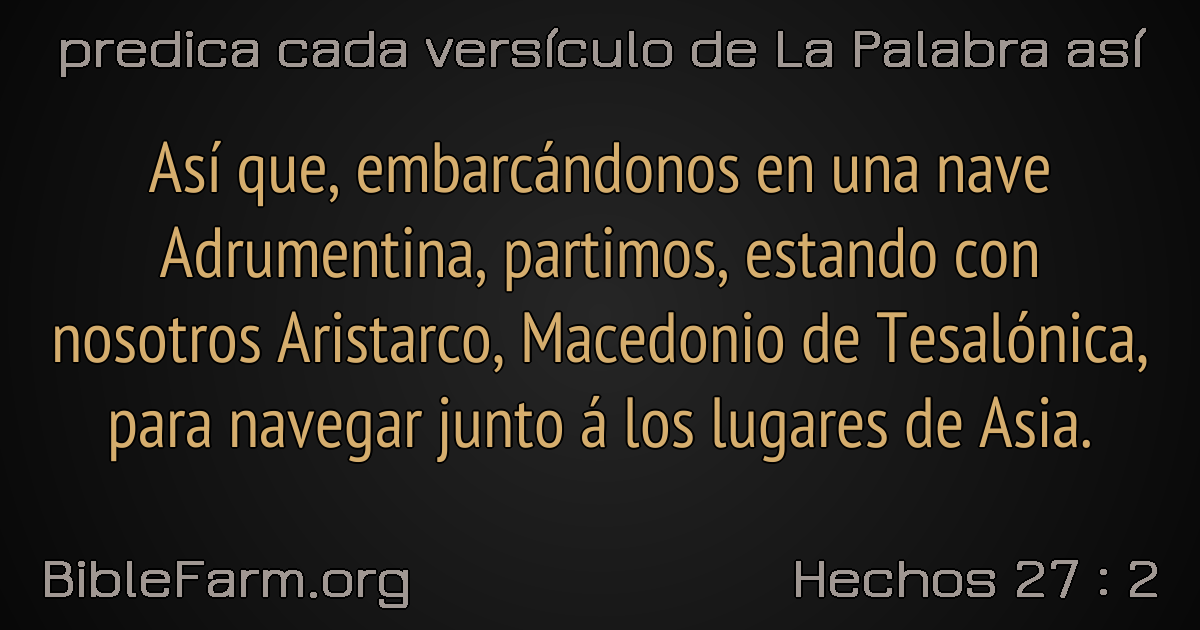 predica cada versículo de La Palabra así
Así que, embarcándonos en una nave
Adrumentina, partimos, estando con
nosotros Aristarco, Macedonio de Tesalónica,
para navegar junto á los lugares de Asia.
BibleFarm.org
Hechos 27 : 2